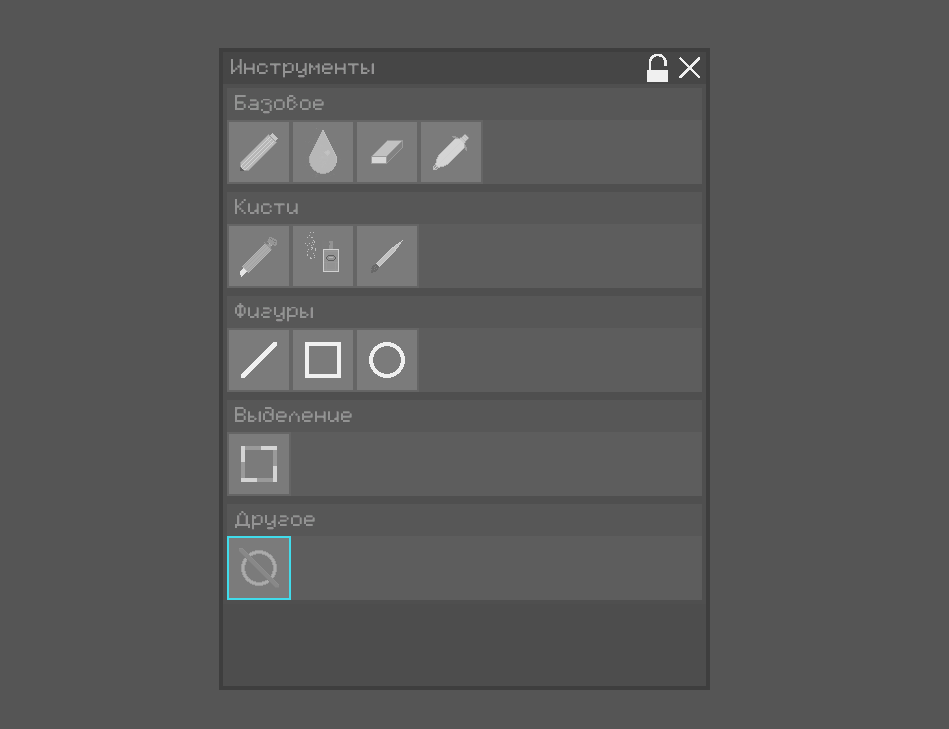 Инструменты
Базовое
Кисти
Фигуры
Выделение
Другое